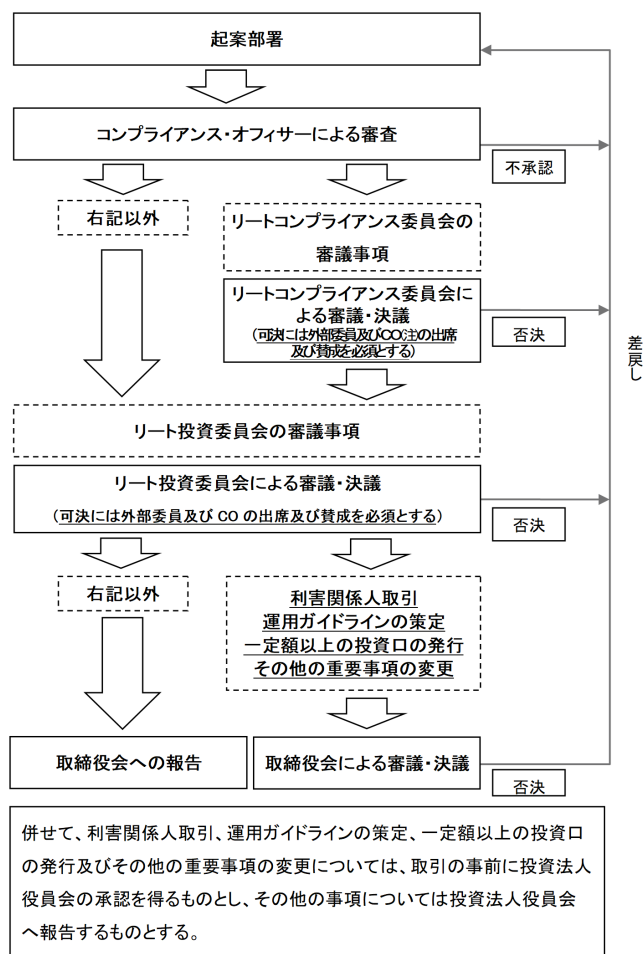 起案部署
コンプライアンス・オフィサーによる審査
不承認
右記以外
リートコンプライアンス委員会の
審議事項
リートコンプライアンス委員会に
よる審議・決議
（可決には外部委員及びCO（注）の出席
及び賛成を必須とする）
否決
差戻し
リート投資委員会の審議事項
リート投資委員会による審議・決議
（可決には外部委員及び CO の出席及び賛成を必須とする）
否決
右記以外
利害関係人取引
運用ガイドラインの策定
一定額以上の投資口の発行
その他の重要事項の変更
取締役会への報告
取締役会による審議・決議
否決
併せて、利害関係人取引、運用ガイドラインの策定、一定額以上の投資口
の発行及びその他の重要事項の変更については、取引の事前に投資法人
役員会の承認を得るものとし、その他の事項については投資法人役員会
へ報告するものとする。